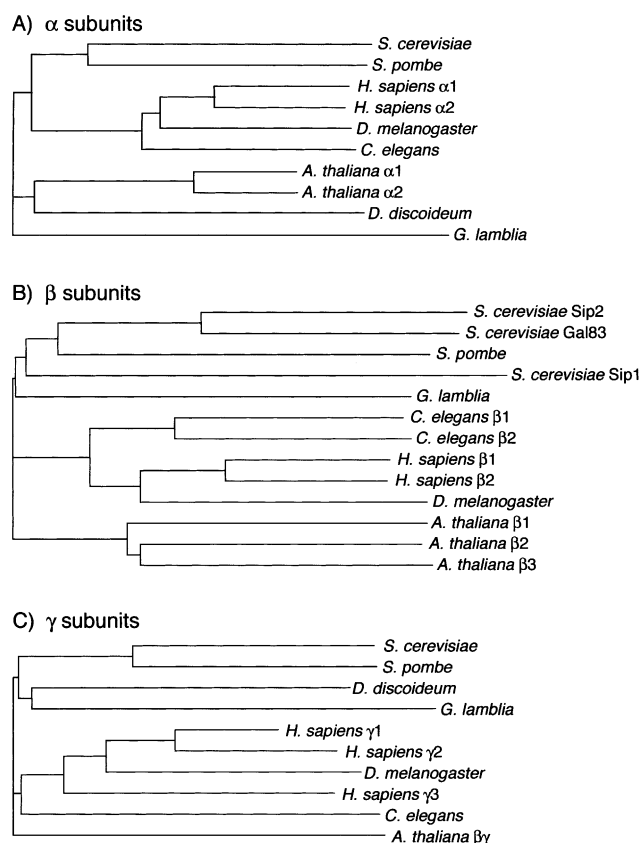 A) α subunits
S. cerevisiae
S. pombe
H. sapiens α1
H. sapiens α2
D. melanogaster
C. elegans
A. thaliana α1
A. thaliana α2
D. discoideum
G. lamblia
B) β subunits
S. cerevisiae Sip2
S. cerevisiae Gal83
S. pombe
S. cerevisiae Sip1
G. lamblia
C. elegans β1
C. elegans β2
H. sapiens β1
H. sapiens β2
D. melanogaster
A. thaliana β1
A. thaliana β2
A. thaliana β3
C) γ subunits
S. cerevisiae
S. pombe
D. discoideum
G. lamblia
H. sapiens γ1
H. sapiens γ2
D. melanogaster
H. sapiens γ3
C. elegans
A. thaliana βγ